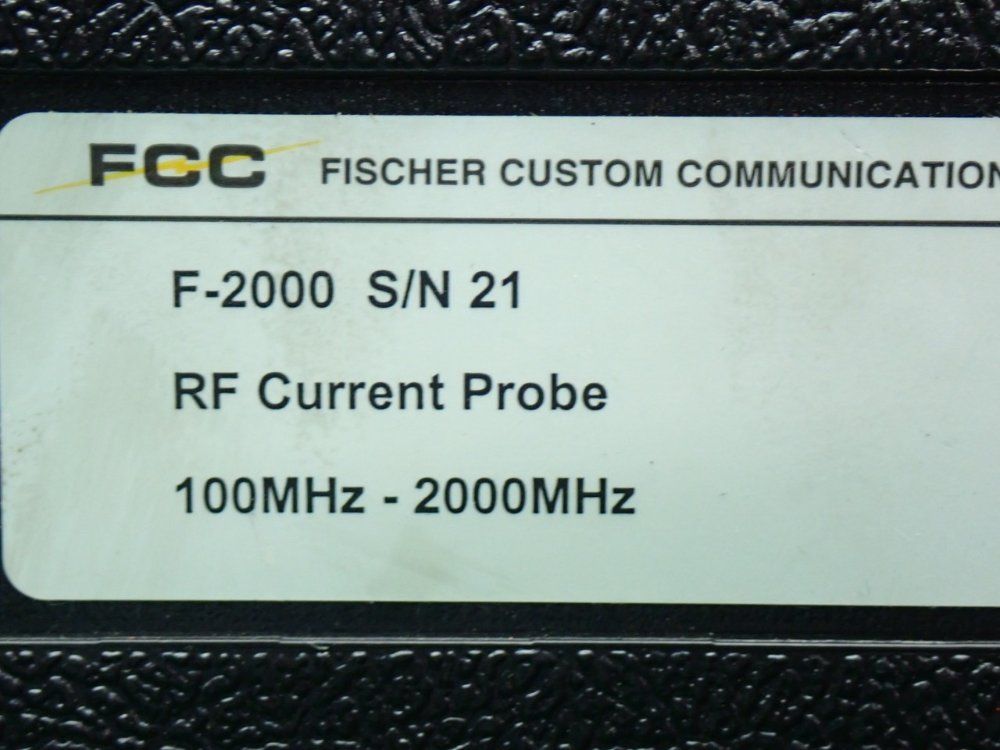 FCC FISCHER CUSTOM COMMUNICATION
F-2000 S/N 21
RF Current Probe
100MHz - 2000MHz